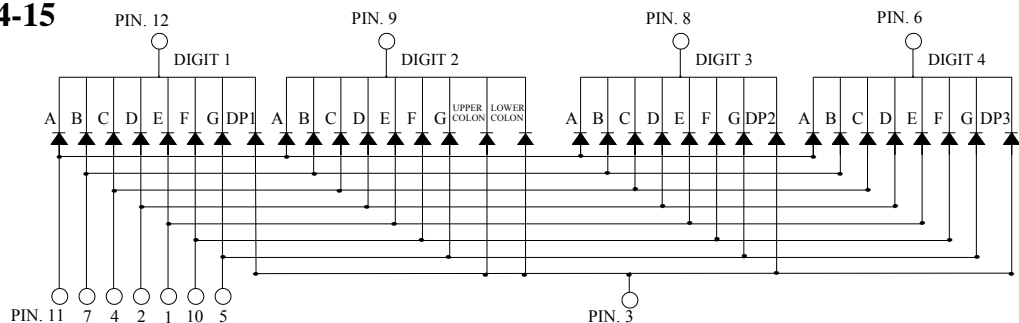 4-15
PIN. 12 PIN. 9 PIN. 8 PIN. 6
DIGIT 1 DIGIT 2 DIGIT 3 DIGIT 4
UPPER LOWER
A B C D E F G DP1 A B C D E F G COLON COLON A B C D E F G DP2 A B C D E F G DP3
PIN. 11 7 4 2 1 10 5 PIN. 3